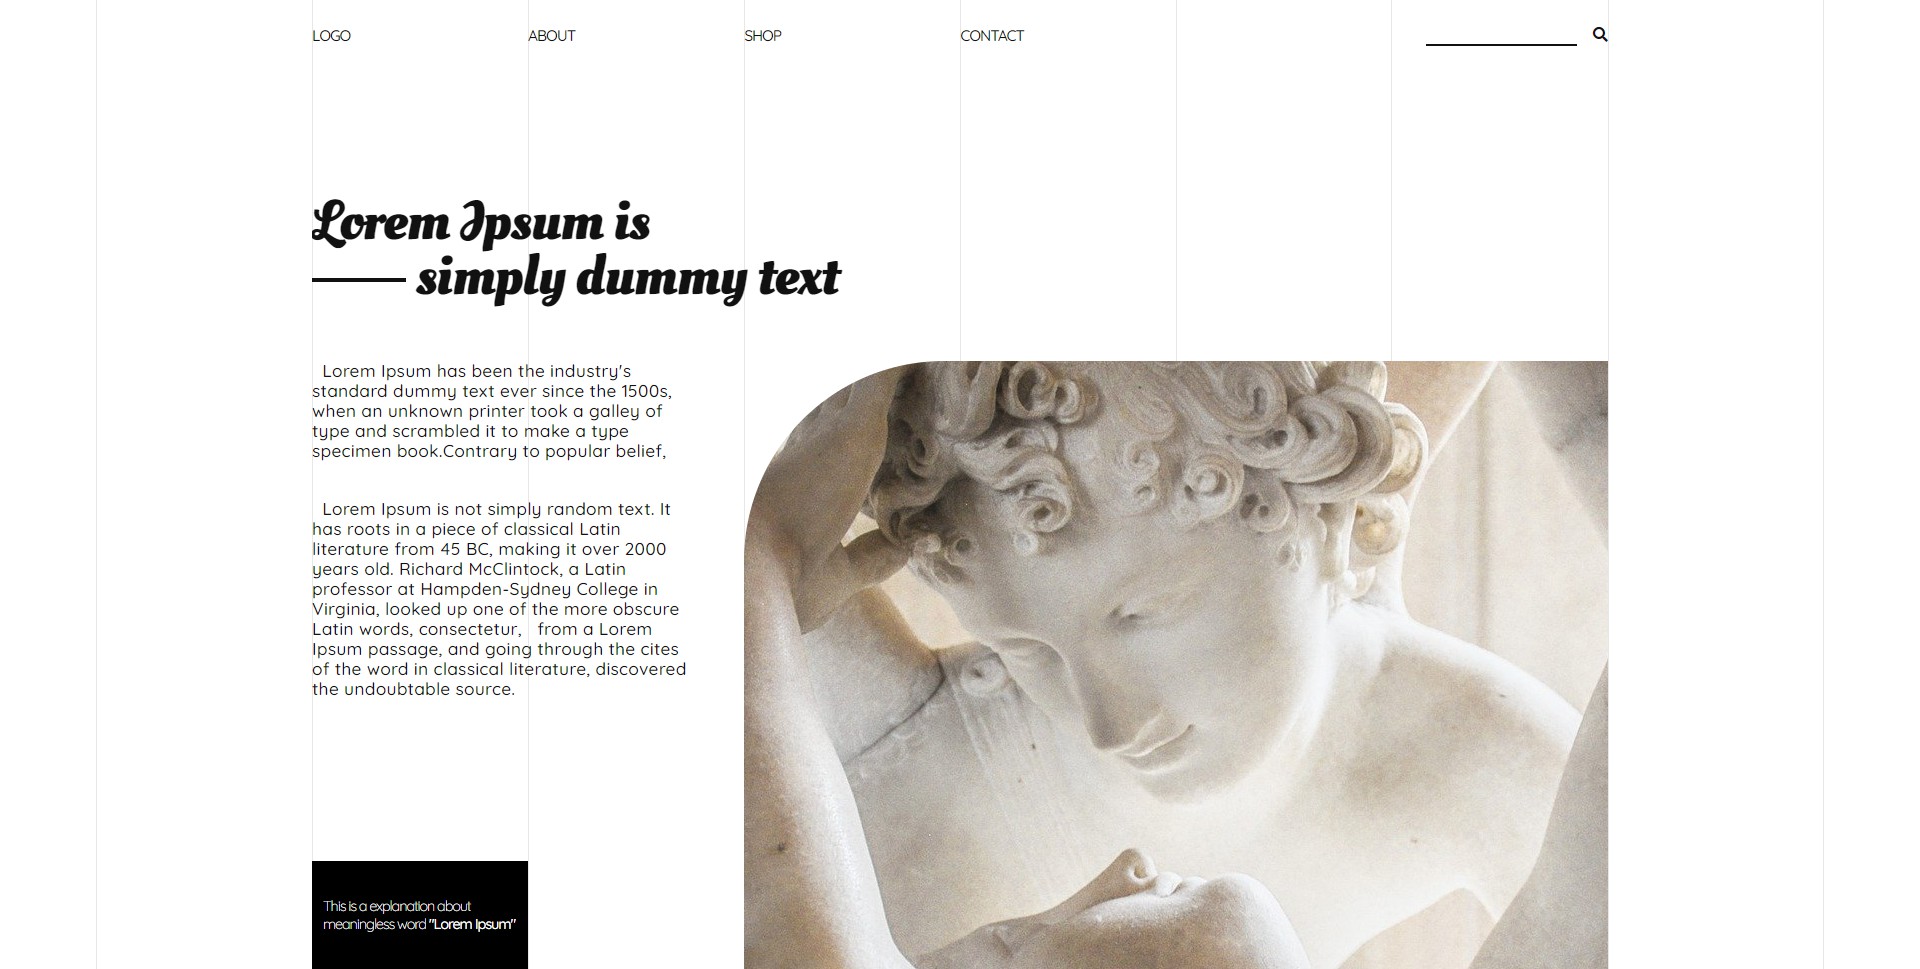 LOGO ABOUT SHOP CONTACT
Lorem Ipsum is
simply dummy text
Lorem Ipsum has been the industry's
standard dummy text ever since the 1500s,
when an unknown printer took a galley of
type and scrambled it to make a type
specimen book.Contrary to popular belief,
Lorem Ipsum is not simply random text. It
has roots in a piece of classical Latin
literature from 45 BC, making it over 2000
years old. Richard McClintock, a Latin
professor at Hampden-Sydney College in
Virginia, looked up one of the more obscure
Latin words, consectetur, from a Lorem
Ipsum passage, and going through the cites
of the word in classical literature, discovered
the undoubtable source.
This is a explanation about
meaningless word "Lorem Ipsum"